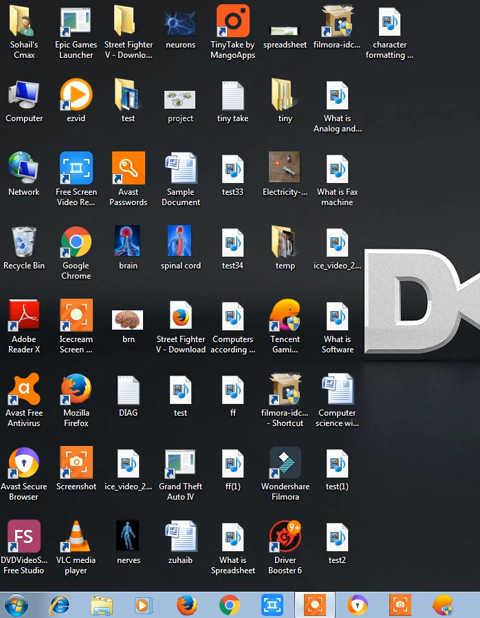 Sohail's
Cmax
Epic Games
Launcher
Street Fighter
V - Downlo...
neurons
TinyTake by
MangoApps
spreadsheet
filmora-idc...
character
formatting ...
Computer
ezvid
test
project
tiny take
tiny
What is
Analog and...
Network
Free Screen
Video Re...
Avast
Passwords
Sample
Document
test33
Electricity-...
What is Fax
machine
Recycle Bin
Google
Chrome
brain
spinal cord
test34
temp
ice_video_2...
D
Adobe
Reader X
Icecream
Screen ...
brn
Street Fighter
V - Download
Computers
according ...
Tencent
Gami...
What is
Software
Avast Free
Antivirus
Mozilla
Firefox
DIAG
test
ff
filmora-idc...
- Shortcut
Computer
science wi...
Avast Secure
Browser
Screenshot
ice_video_2...
Grand Theft
Auto IV
ff(1)
Wondershare
Filmora
test(1)
FS
DVDVideoS...
Free Studio
VLC media
player
nerves
zuhaib
What is
Spreadsheet
9+
Driver
Booster 6
test2